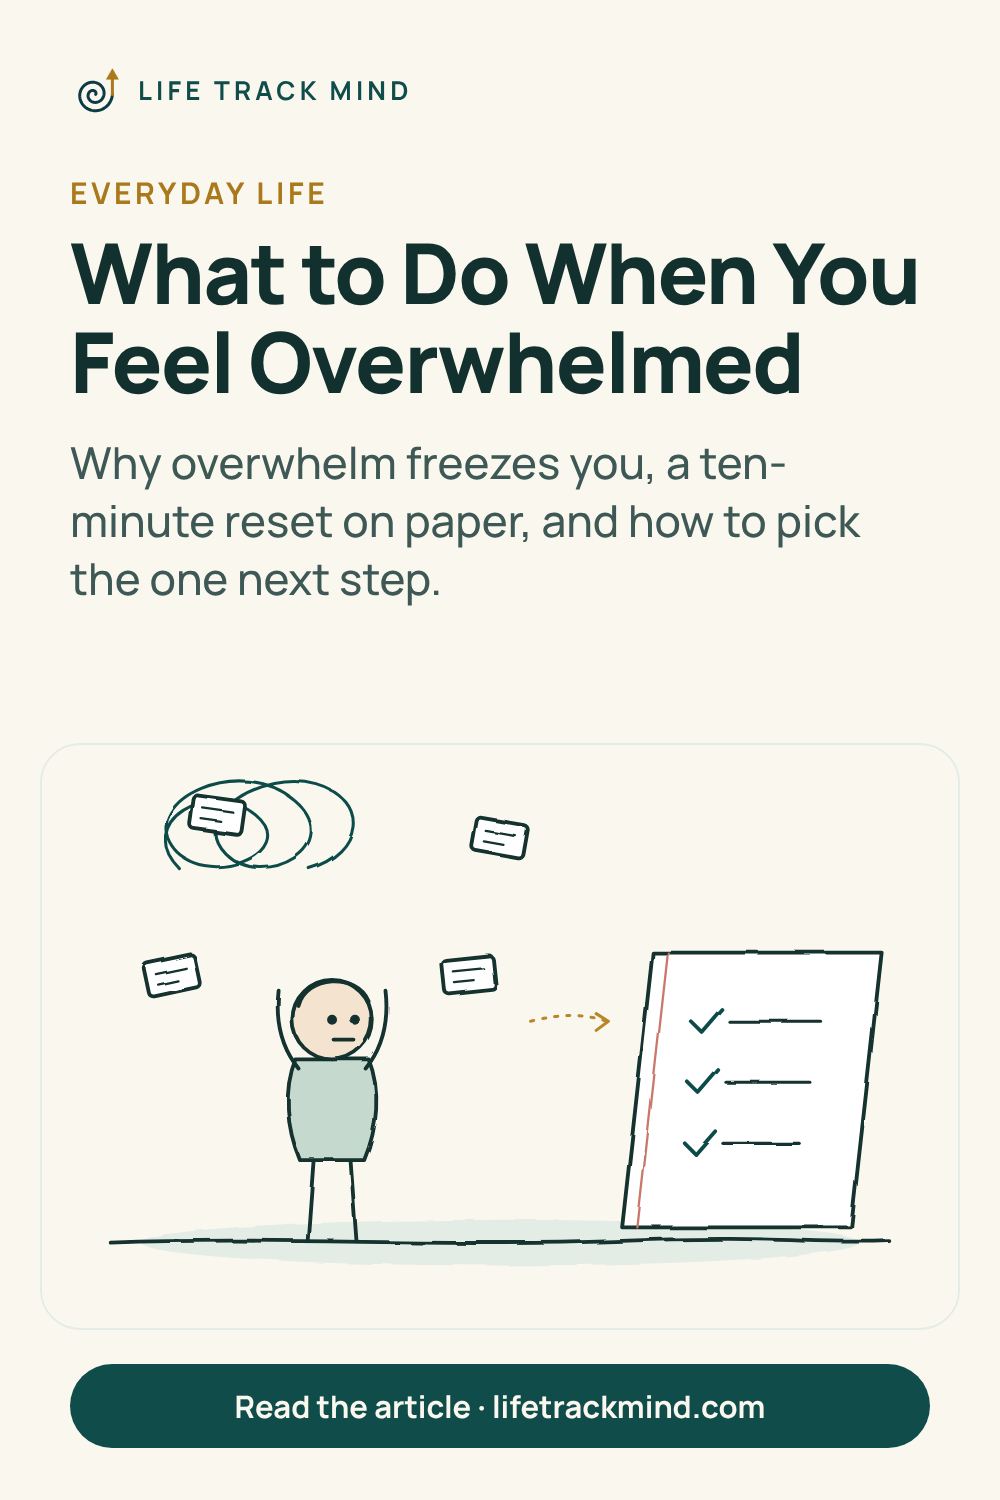 LIFE TRACK MIND
EVERYDAY LIFE
What to Do When You
Feel Overwhelmed
Why overwhelm freezes you, a ten-
minute reset on paper, and how to pick
the one next step.
Read the article · lifetrackmind.com